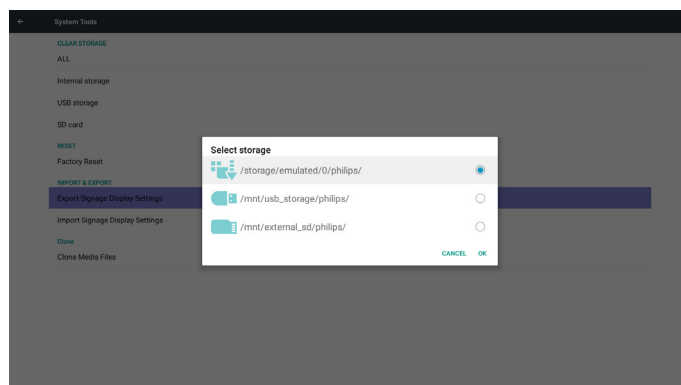 System Tools
CLEAR STORAGE
ALL
Internal storage
USB storage
SD card
RESET
Factory Reset
IMPORT & EXPORT
Export Signage Display Settings
Import Signage Display Settings
Clone
Clone Media Files
Select storage
/storage/emulated/0/philips/
/mnt/usb_storage/philips/
/mnt/external_sd/philips/
CANCEL OK